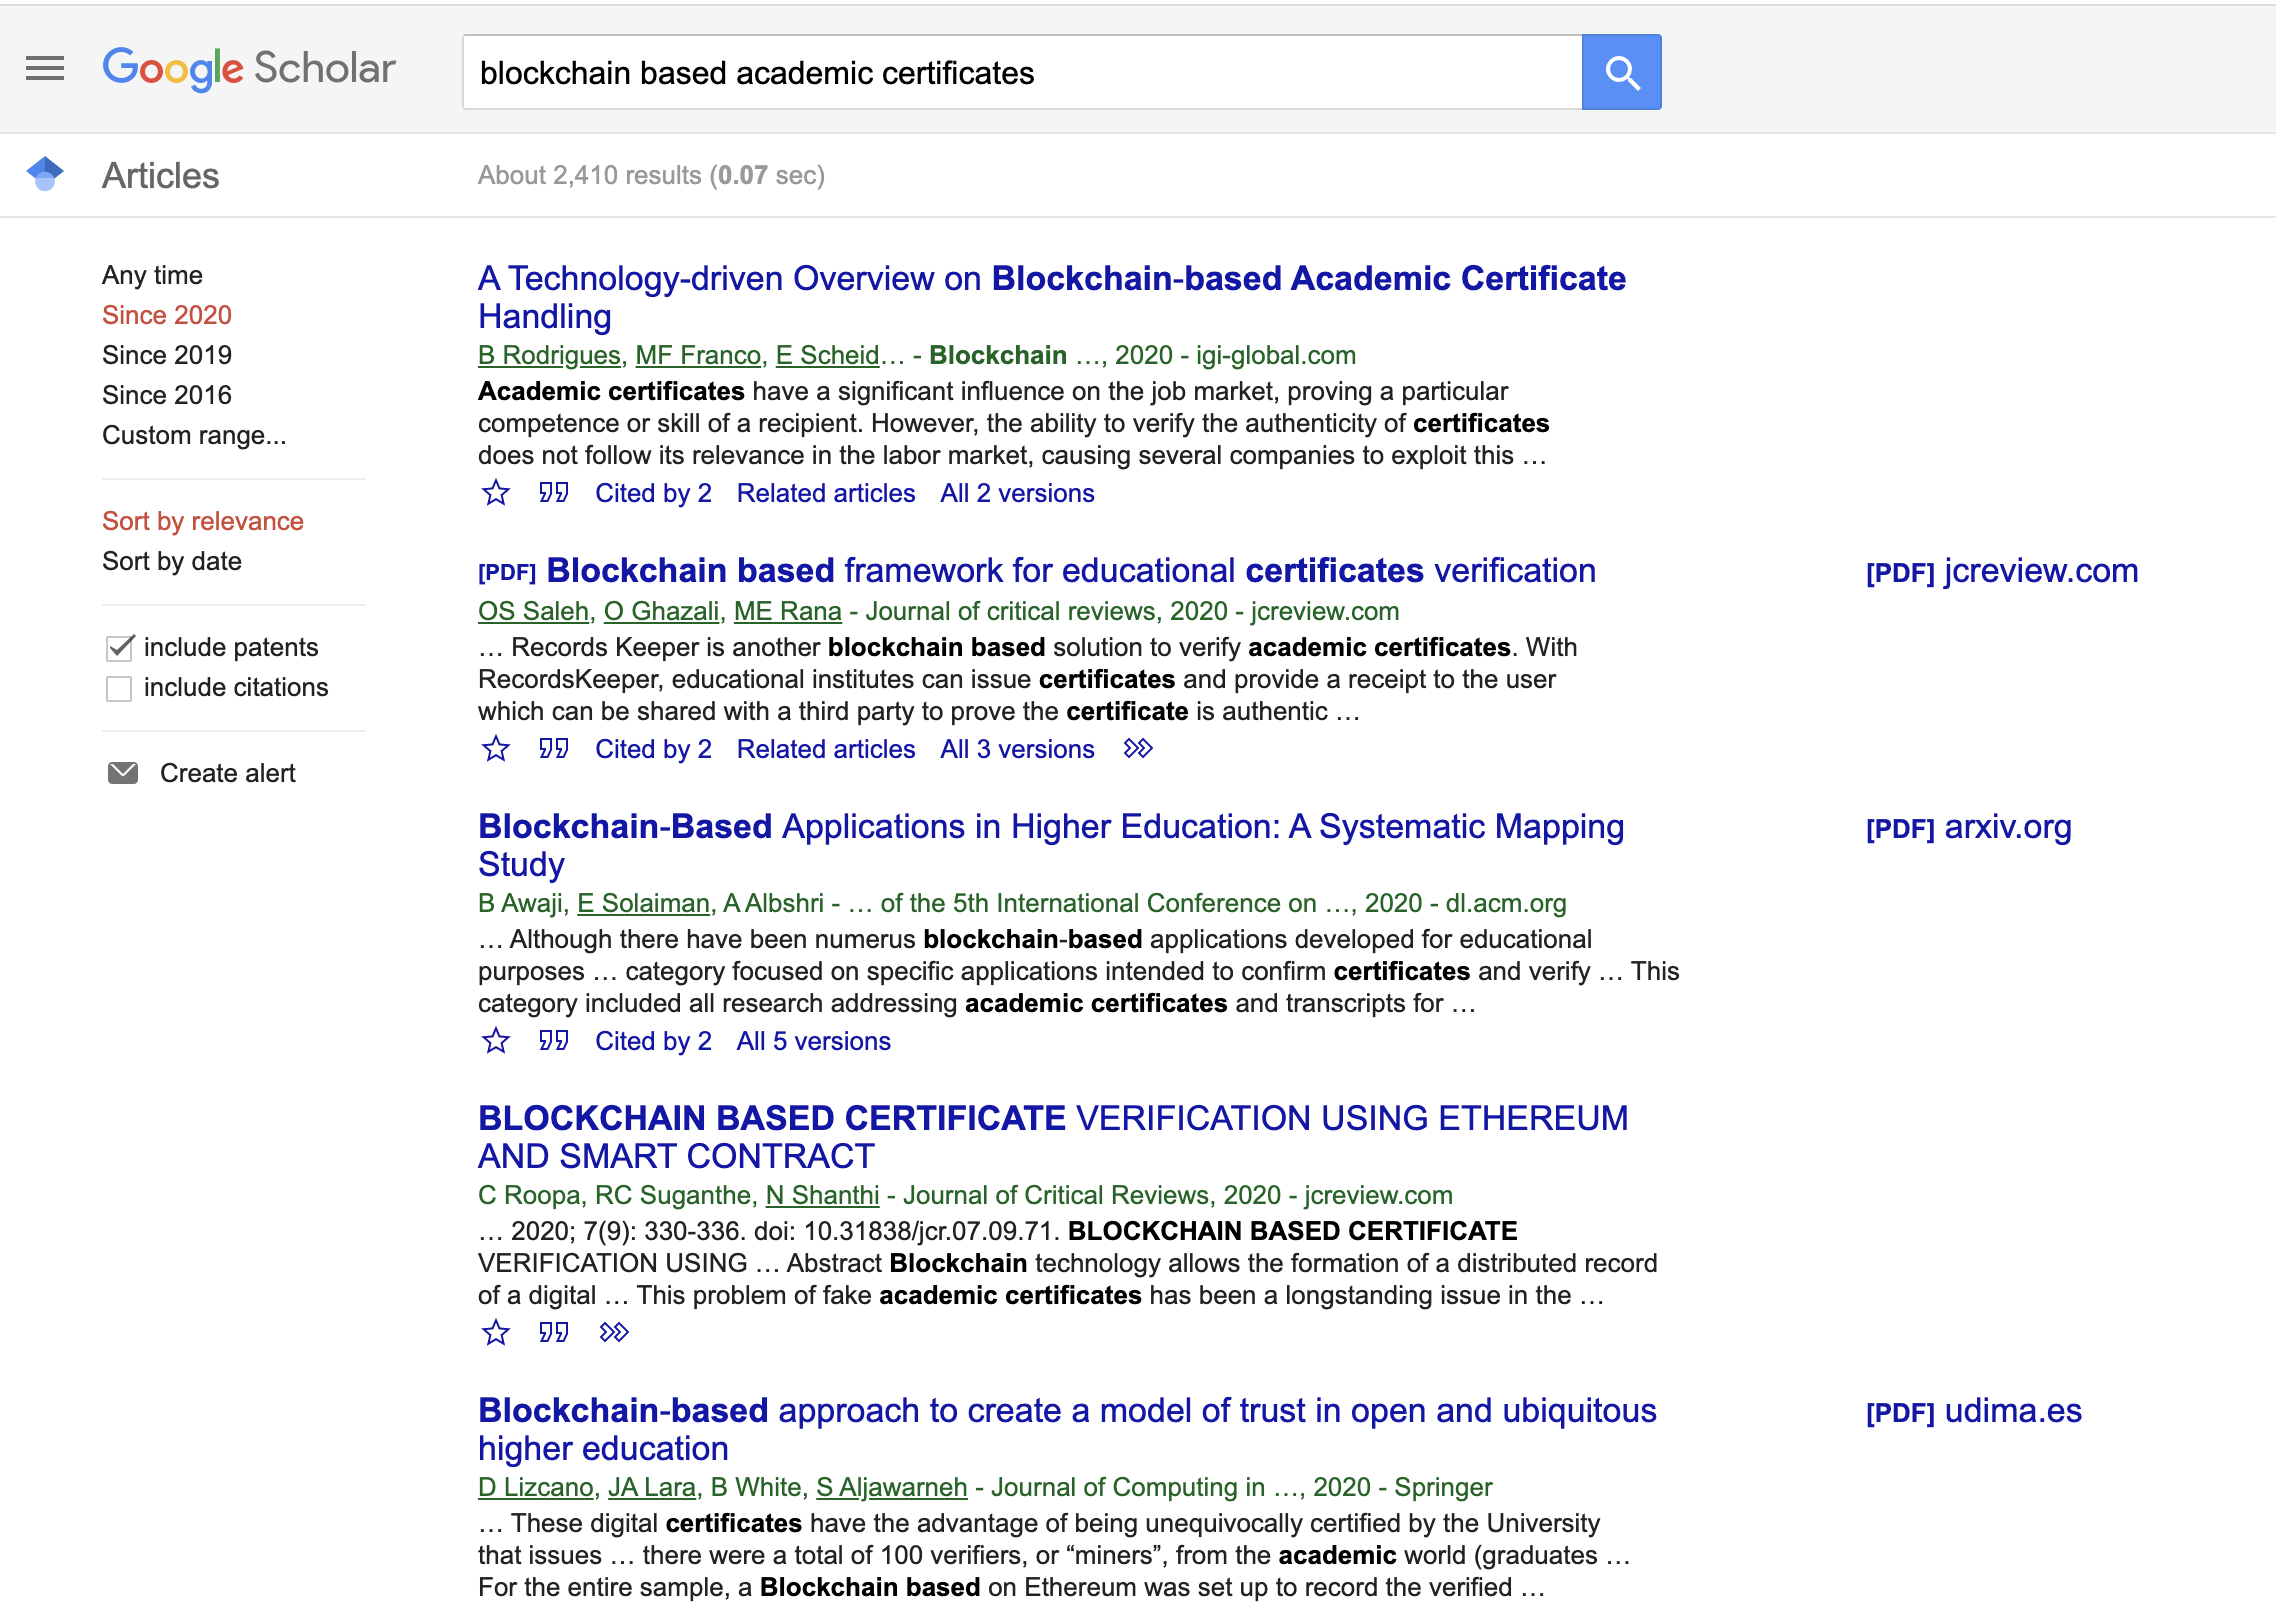 Google Scholar
blockchain based academic certificates
Articles
About 2,410 results (0.07 sec)
Any time
Since 2020
Since 2019
Since 2016
Custom range...
Sort by relevance
Sort by date
include patents
include citations
Create alert
A Technology-driven Overview on Blockchain-based Academic Certificate
Handling
B Rodrigues, MF Franco, E Scheid… - Blockchain …, 2020 - igi-global.com
Academic certificates have a significant influence on the job market, proving a particular
competence or skill of a recipient. However, the ability to verify the authenticity of certificates
does not follow its relevance in the labor market, causing several companies to exploit this …
Cited by 2 Related articles All 2 versions
[PDF] Blockchain based framework for educational certificates verification
[PDF] jcreview.com
OS Saleh, O Ghazali, ME Rana - Journal of critical reviews, 2020 - jcreview.com
… Records Keeper is another blockchain based solution to verify academic certificates. With
RecordsKeeper, educational institutes can issue certificates and provide a receipt to the user
which can be shared with a third party to prove the certificate is authentic …
Cited by 2 Related articles All 3 versions
Blockchain-Based Applications in Higher Education: A Systematic Mapping
Study
[PDF] arxiv.org
B Awaji, E Solaiman, A Albshri - … of the 5th International Conference on …, 2020 - dl.acm.org
… Although there have been numerus blockchain-based applications developed for educational
purposes … category focused on specific applications intended to confirm certificates and verify … This
category included all research addressing academic certificates and transcripts for …
Cited by 2 All 5 versions
BLOCKCHAIN BASED CERTIFICATE VERIFICATION USING ETHEREUM
AND SMART CONTRACT
C Roopa, RC Suganthe, N Shanthi - Journal of Critical Reviews, 2020 - jcreview.com
… 2020; 7(9): 330-336. doi: 10.31838/jcr.07.09.71. BLOCKCHAIN BASED CERTIFICATE
VERIFICATION USING … Abstract Blockchain technology allows the formation of a distributed record
of a digital … This problem of fake academic certificates has been a longstanding issue in the …
Blockchain-based approach to create a model of trust in open and ubiquitous
higher education
[PDF] udima.es
D Lizcano, JA Lara, B White, S Aljawarneh - Journal of Computing in …, 2020 - Springer
… These digital certificates have the advantage of being unequivocally certified by the University
that issues … there were a total of 100 verifiers, or “miners”, from the academic world (graduates …
For the entire sample, a Blockchain based on Ethereum was set up to record the verified …